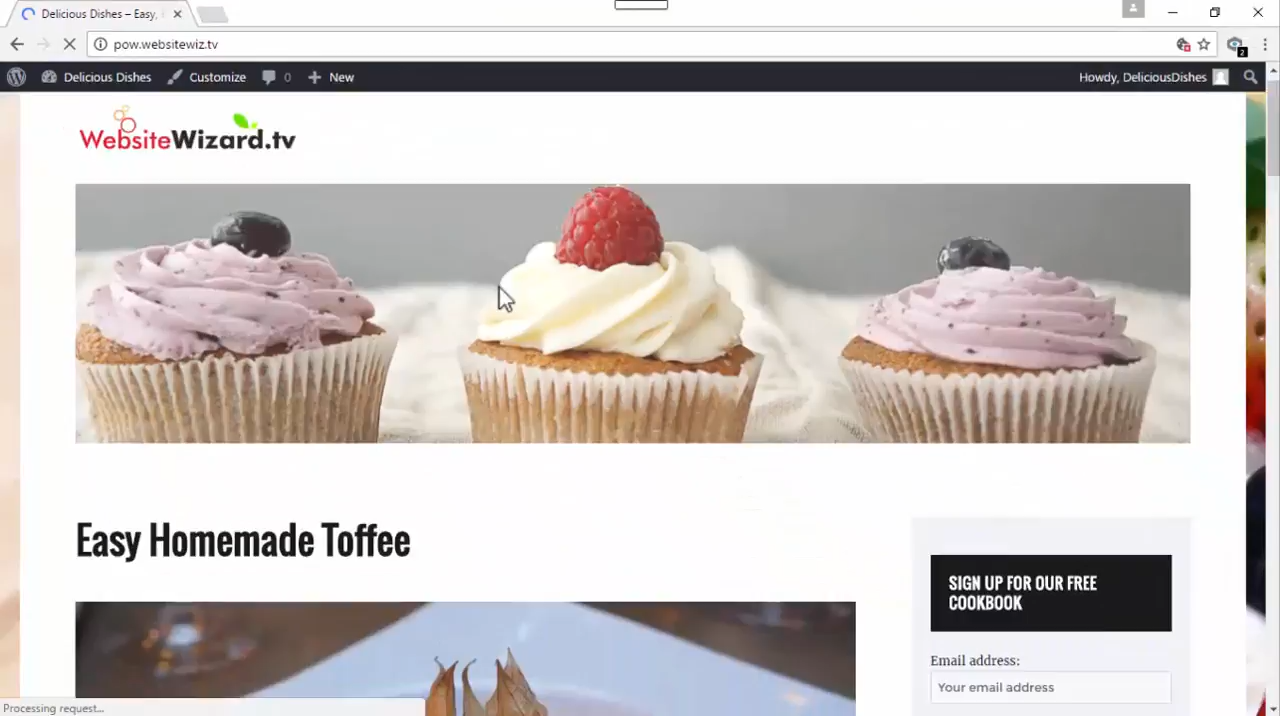 Delicious Dishes – Easy,
pow.websitewiz.tv
2
Delicious Dishes
Customize
0
New
Howdy, DeliciousDishes
WebsiteWizard.tv
Easy Homemade Toffee
SIGN UP FOR OUR FREE
COOKBOOK
Email address:
Your email address
Processing request...